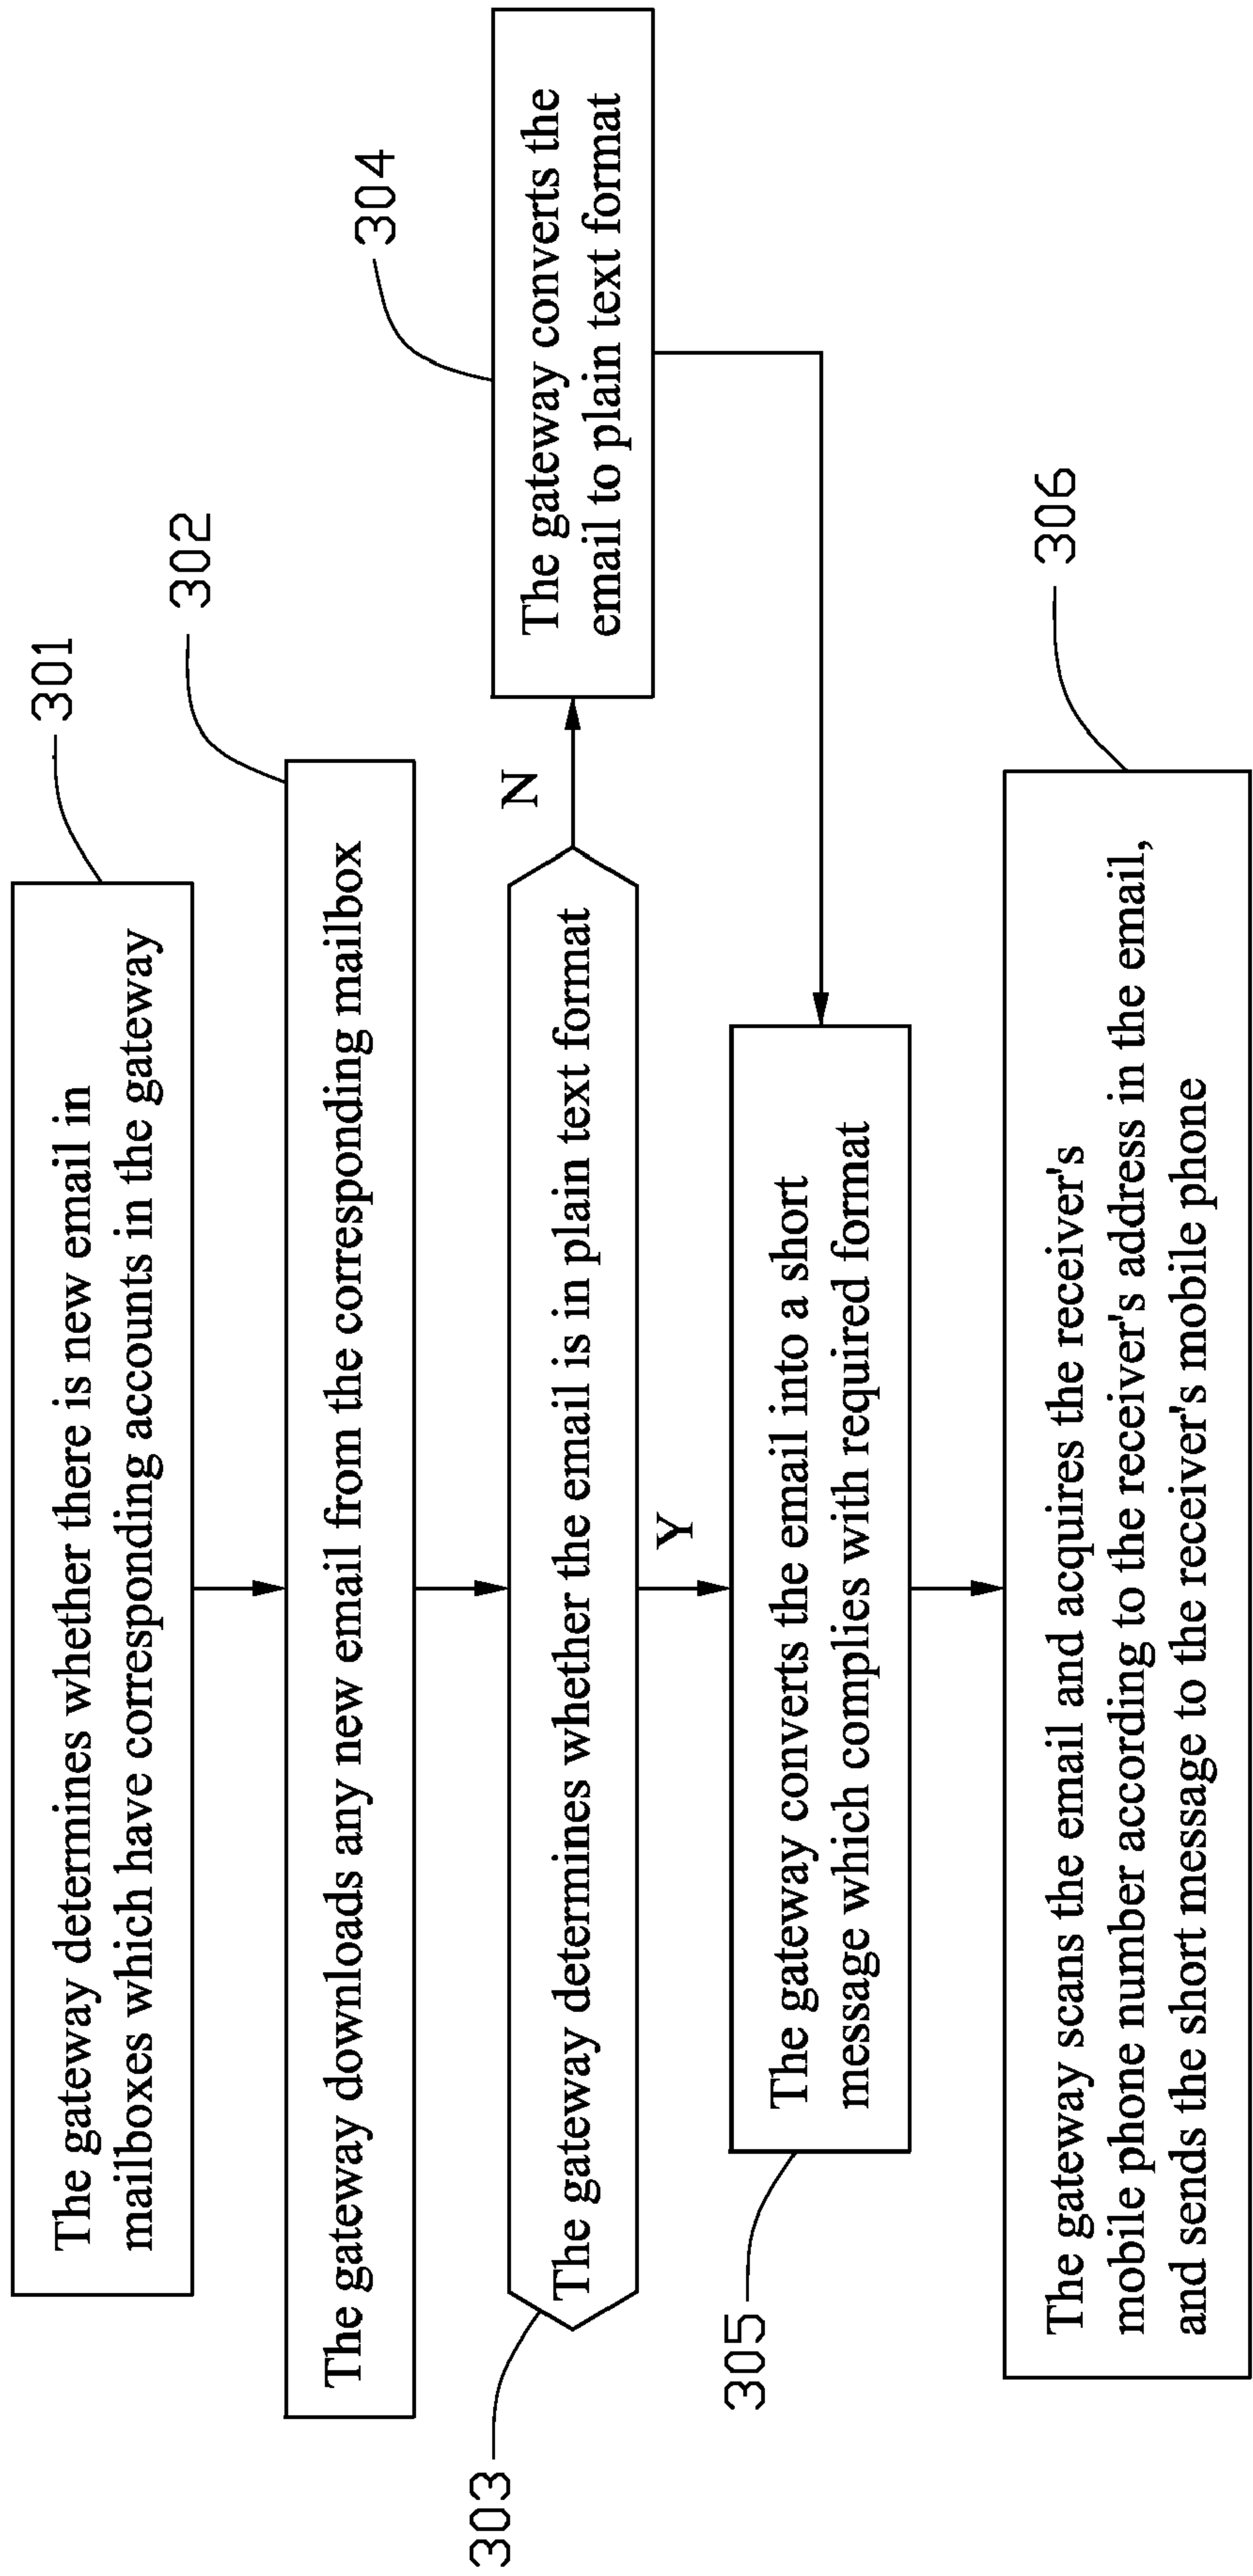 301
The gateway determines whether there is new email in
mailboxes which have corresponding accounts in the gateway
302
The gateway downloads any new email from the corresponding mailbox
303
The gateway determines whether the email is in plain text format
N
304
The gateway converts the
email to plain text format
Y
305
The gateway converts the email into a short
message which complies with required format
306
The gateway scans the email and acquires the receiver's
mobile phone number according to the receiver's address in the email,
and sends the short message to the receiver's mobile phone